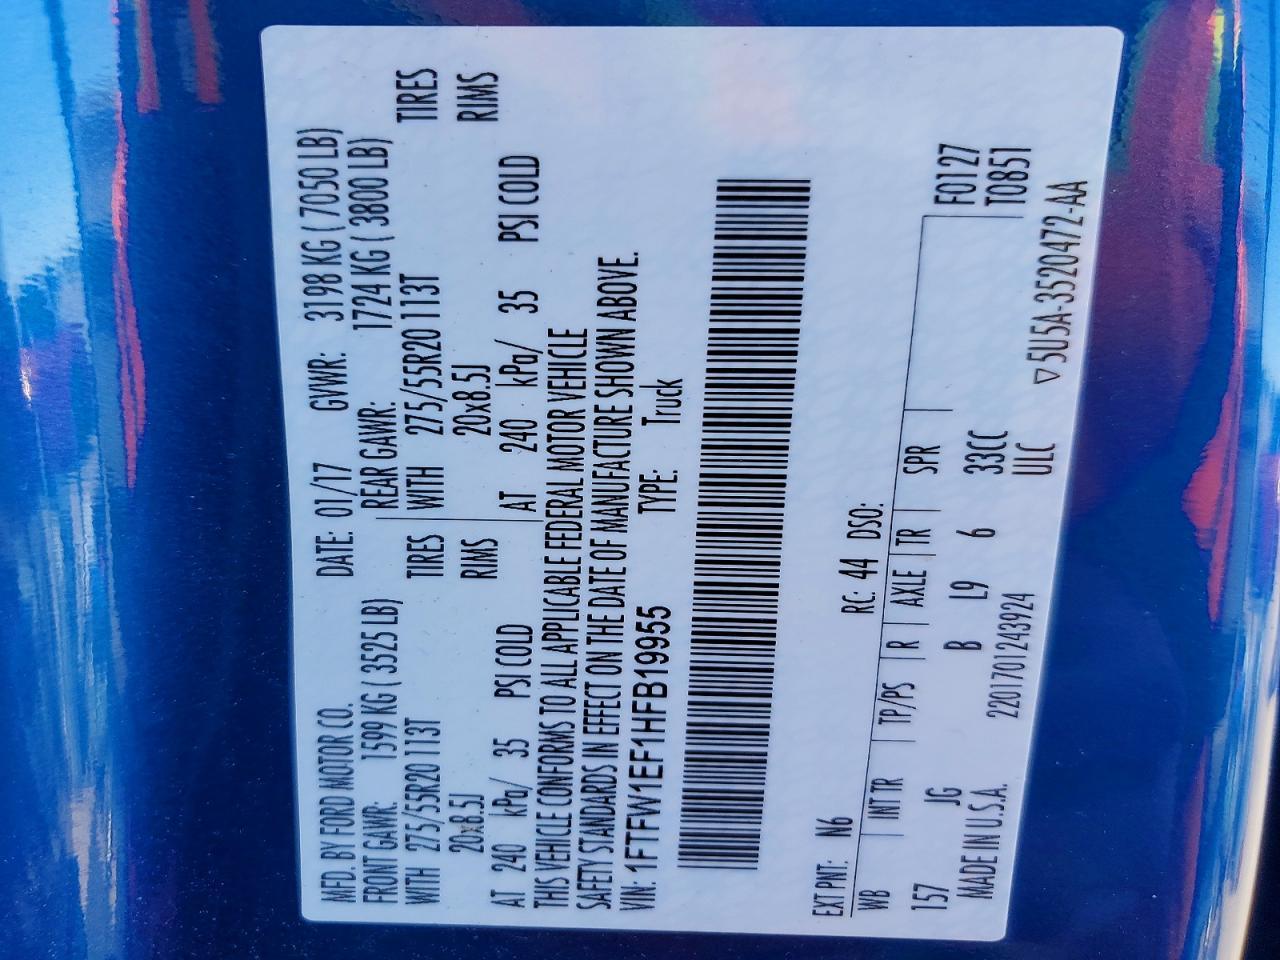 MFD. BY FORD MOTOR CO. DATE: 01/17 GVWR: 3198 KG ( 7050 LB)
FRONT GAWR: 1599 KG ( 3525 LB) REAR GAWR: 1724 KG ( 3800 LB)
WITH 275/55R20 113T TIRES WITH 275/55R20 113T TIRES
20x8.5J RIMS 20x8.5J RIMS
AT 240 kPa/ 35 PSI COLD AT 240 kPa/ 35 PSI COLD
THIS VEHICLE CONFORMS TO ALL APPLICABLE FEDERAL MOTOR VEHICLE
SAFETY STANDARDS IN EFFECT ON THE DATE OF MANUFACTURE SHOWN ABOVE.
VIN: 1FTFW1EF1HFB19955 TYPE: Truck
EXT PNT: N6 RC: 44 DSO:
WB INT TR TP/PS R AXLE TR SPR F0127
157 JG B L9 6 33CC T0851
MADE IN U.S.A. 2201701243924 ULC
▽5U5A-3520472-AA